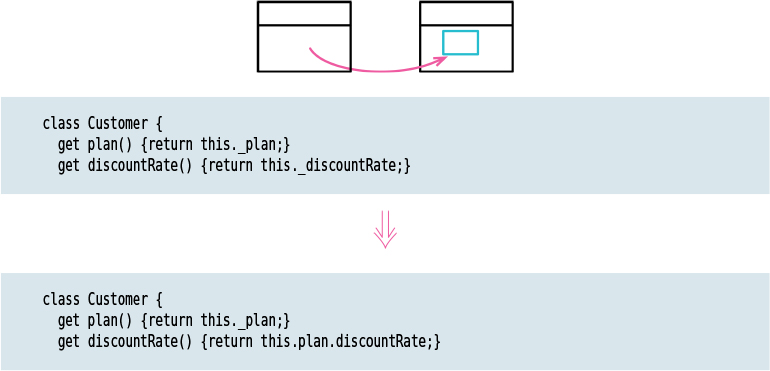 class Customer {
get plan() {return this._plan;}
get discountRate() {return this._discountRate;}
class Customer {
get plan() {return this._plan;}
get discountRate() {return this.plan.discountRate;}